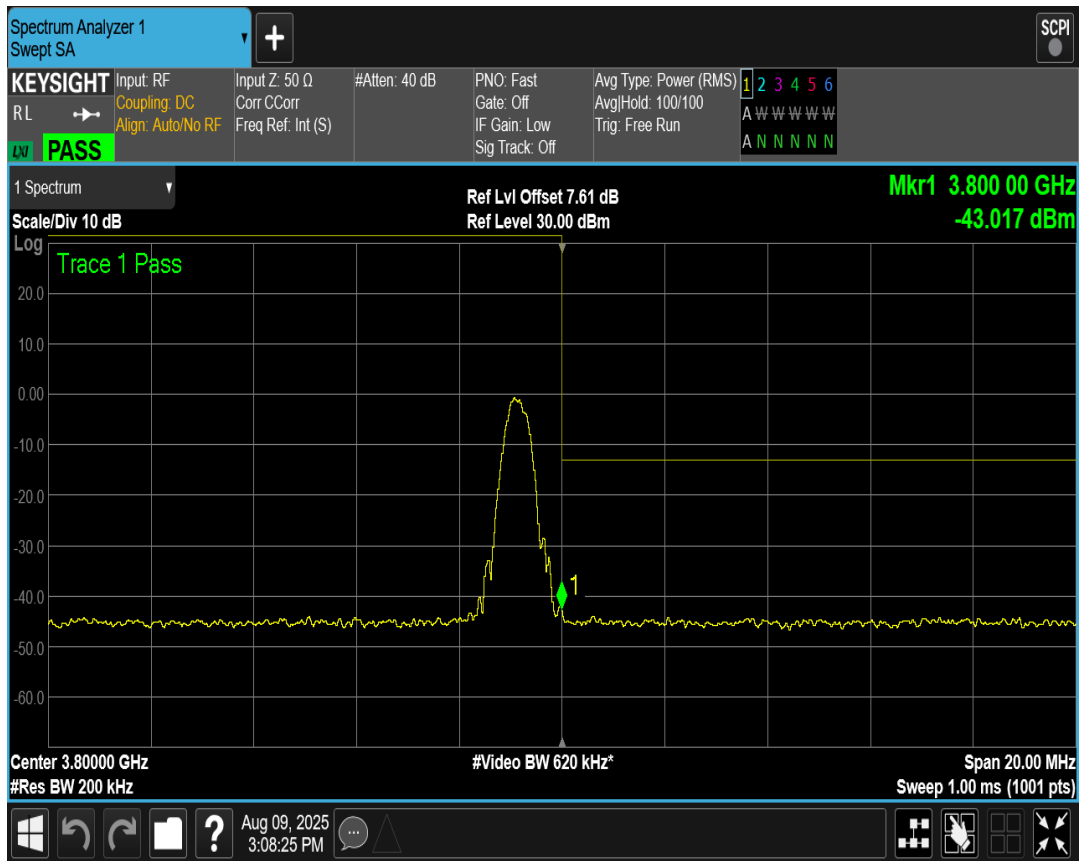 Spectrum Analyzer 1
Swept SA
+
SCPI
KEYSIGHT
RL
LXI
PASS
Input: RF
Coupling: DC
Align: Auto/No RF
Input Z: 50 Ω
Corr CCorr
Freq Ref: Int (S)
#Atten: 40 dB
PNO: Fast
Gate: Off
IF Gain: Low
Sig Track: Off
Avg Type: Power (RMS)
Avg|Hold: 100/100
Trig: Free Run
1 2 3 4 5 6
A W W W W W
A N N N N N
1 Spectrum
Scale/Div 10 dB
Ref Lvl Offset 7.61 dB
Ref Level 30.00 dBm
Mkr1 3.800 00 GHz
-43.017 dBm
Log
Trace 1 Pass
20.0
10.0
0.00
-10.0
-20.0
-30.0
-40.0
-50.0
-60.0
1
Center 3.80000 GHz
#Video BW 620 kHz*
Span 20.00 MHz
#Res BW 200 kHz
Sweep 1.00 ms (1001 pts)
?
Aug 09, 2025
3:08:25 PM